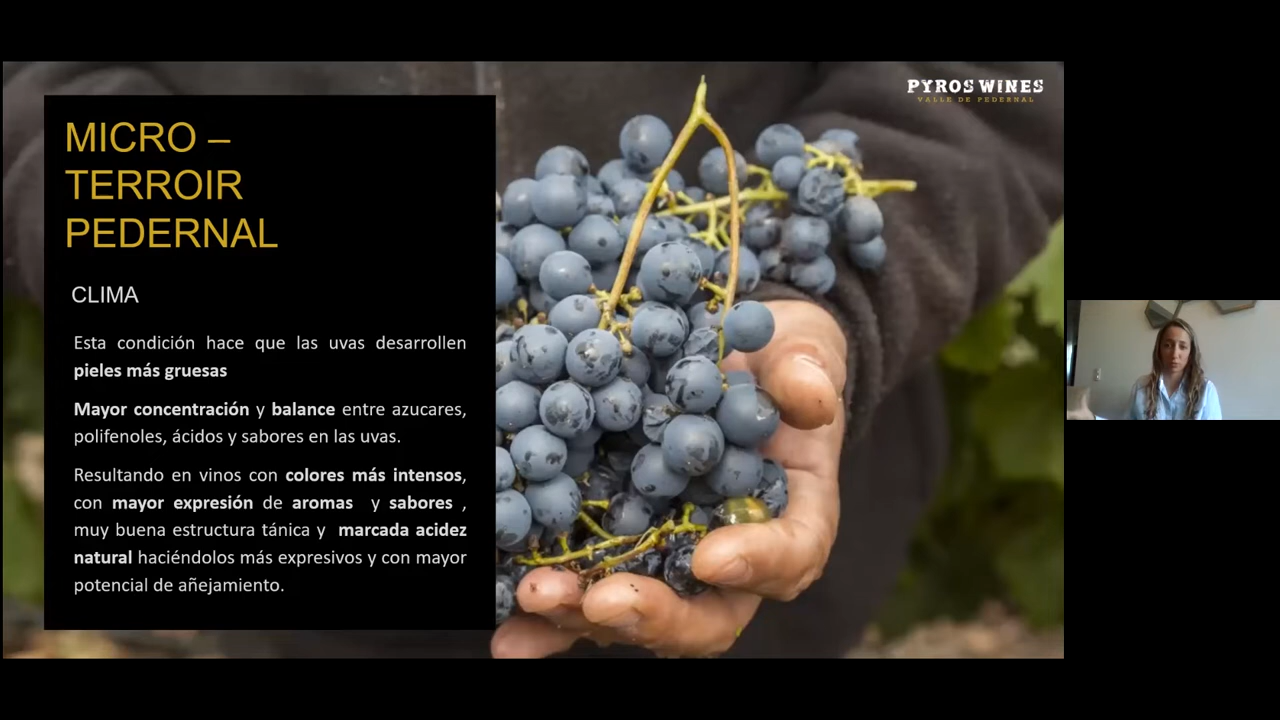 PYROS WINES
VALLE DE PEDERNAL
MICRO –
TERROIR
PEDERNAL
CLIMA
Esta condición hace que las uvas desarrollen
pieles más gruesas
Mayor concentración y balance entre azucares,
polifenoles, ácidos y sabores en las uvas.
Resultando en vinos con colores más intensos,
con mayor expresión de aromas y sabores ,
muy buena estructura tánica y marcada acidez
natural haciéndolos más expresivos y con mayor
potencial de añejamiento.